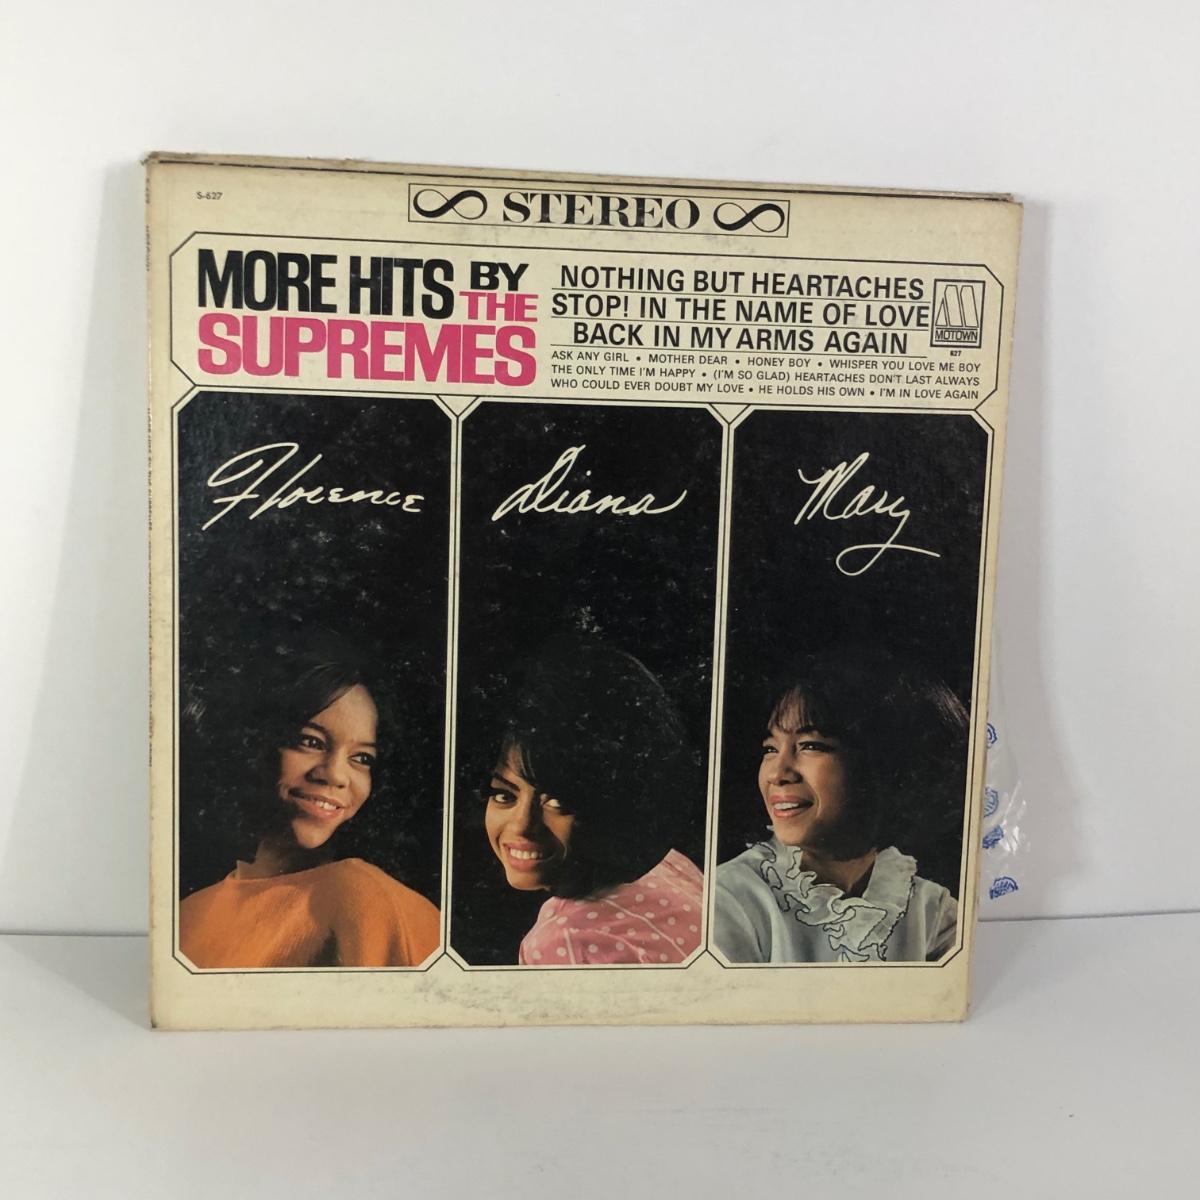 S-627
STEREO
MORE HITS BY
THE
SUPREMES
NOTHING BUT HEARTACHES
STOP! IN THE NAME OF LOVE
BACK IN MY ARMS AGAIN
MOTOWN
627
ASK ANY GIRL • MOTHER DEAR • HONEY BOY • WHISPER YOU LOVE ME BOY
THE ONLY TIME I'M HAPPY • (I'M SO GLAD) HEARTACHES DON'T LAST ALWAYS
WHO COULD EVER DOUBT MY LOVE • HE HOLDS HIS OWN • I'M IN LOVE AGAIN
Florence
Diana
Mary